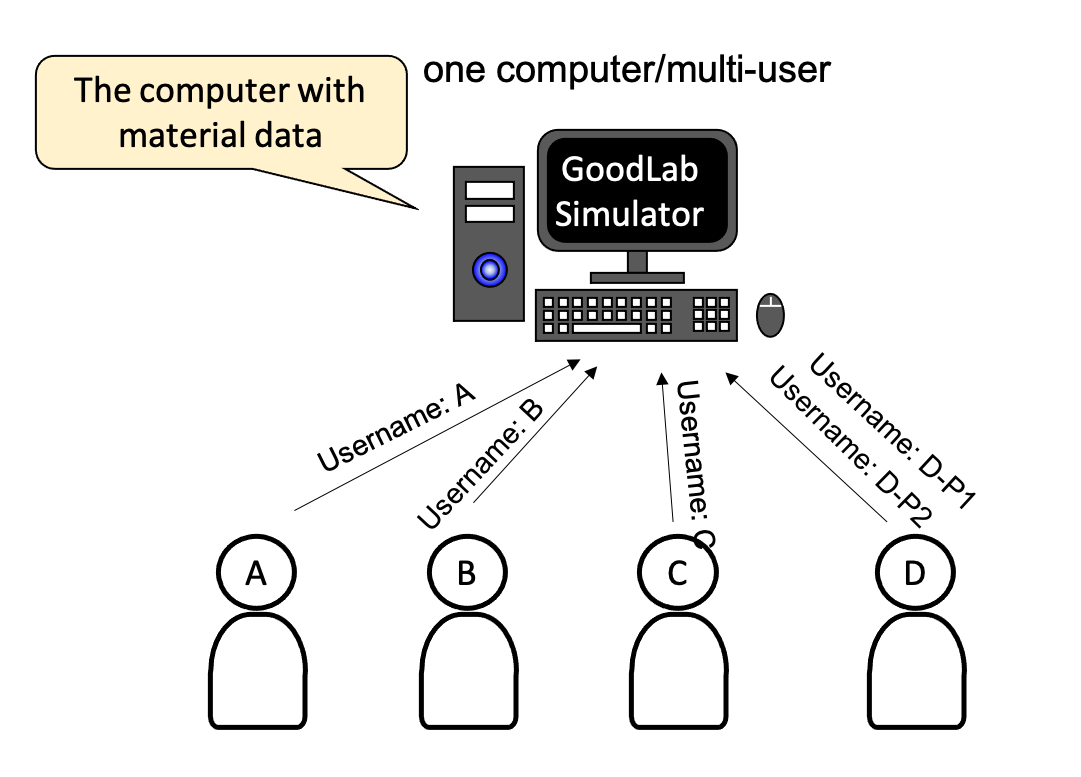 one computer/multi-user
The computer with
material data
GoodLab
Simulator
Username: A
Username: B
Username: C
Username: D-P1
Username: D-P2
A
B
C
D